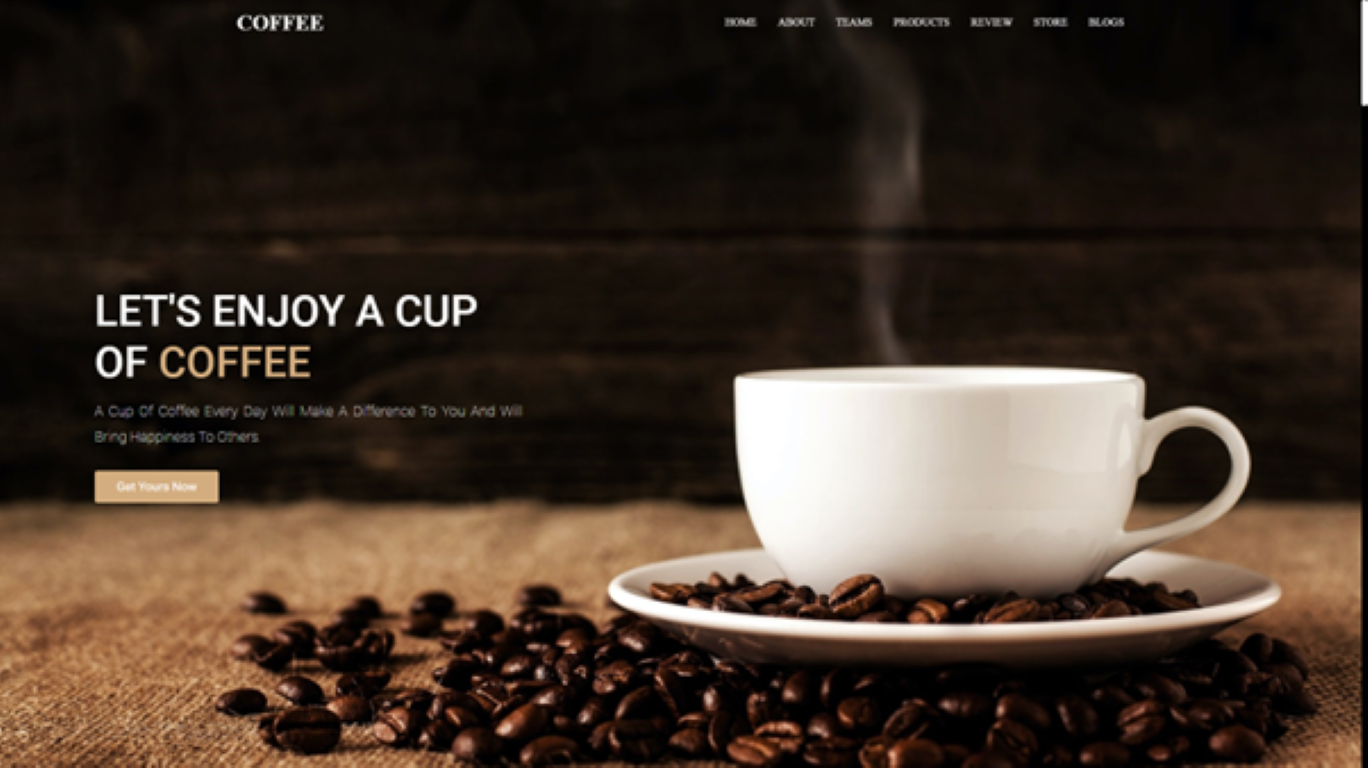 COFFEE
HOME ABOUT TEAMS PRODUCTS REVIEW STORE BLOGS
LET'S ENJOY A CUP
OF COFFEE
A Cup Of Coffee Every Day Will Make A Difference To You And Will
Bring Happiness To Others
Get Yours Now